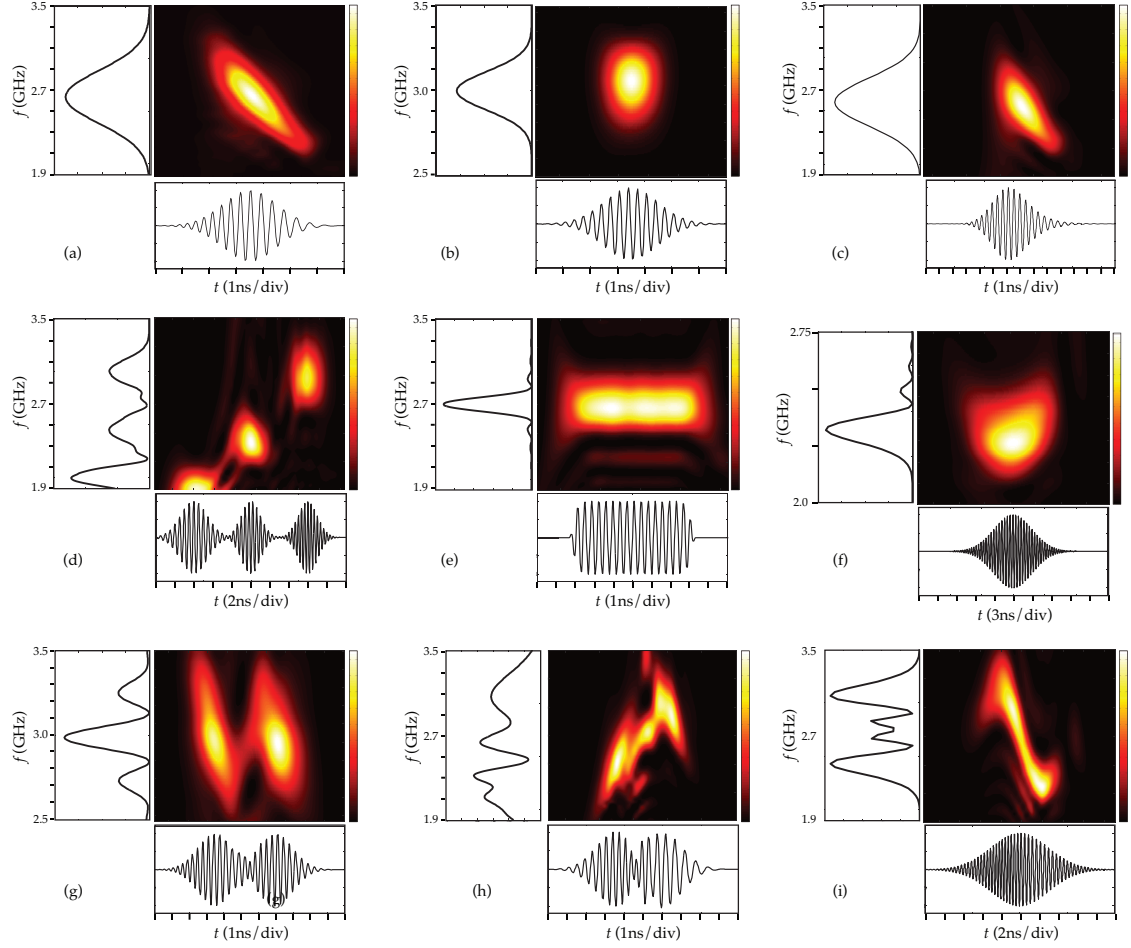 3.5
f (GHz)
2.7
1.9
(a)
t (1ns/div)
3.5
f (GHz)
3.0
2.5
(b)
t (1ns/div)
3.5
f (GHz)
2.7
1.9
(c)
t (1ns/div)
3.5
f (GHz)
2.7
1.9
(d)
t (2ns/div)
3.5
f (GHz)
2.7
1.9
(e)
t (1ns/div)
2.75
f (GHz)
2.0
(f)
t (3ns/div)
3.5
f (GHz)
3.0
2.5
(g)
(g)
t (1ns/div)
3.5
f (GHz)
2.7
1.9
(h)
t (1ns/div)
3.5
f (GHz)
2.7
1.9
(i)
t (2ns/div)